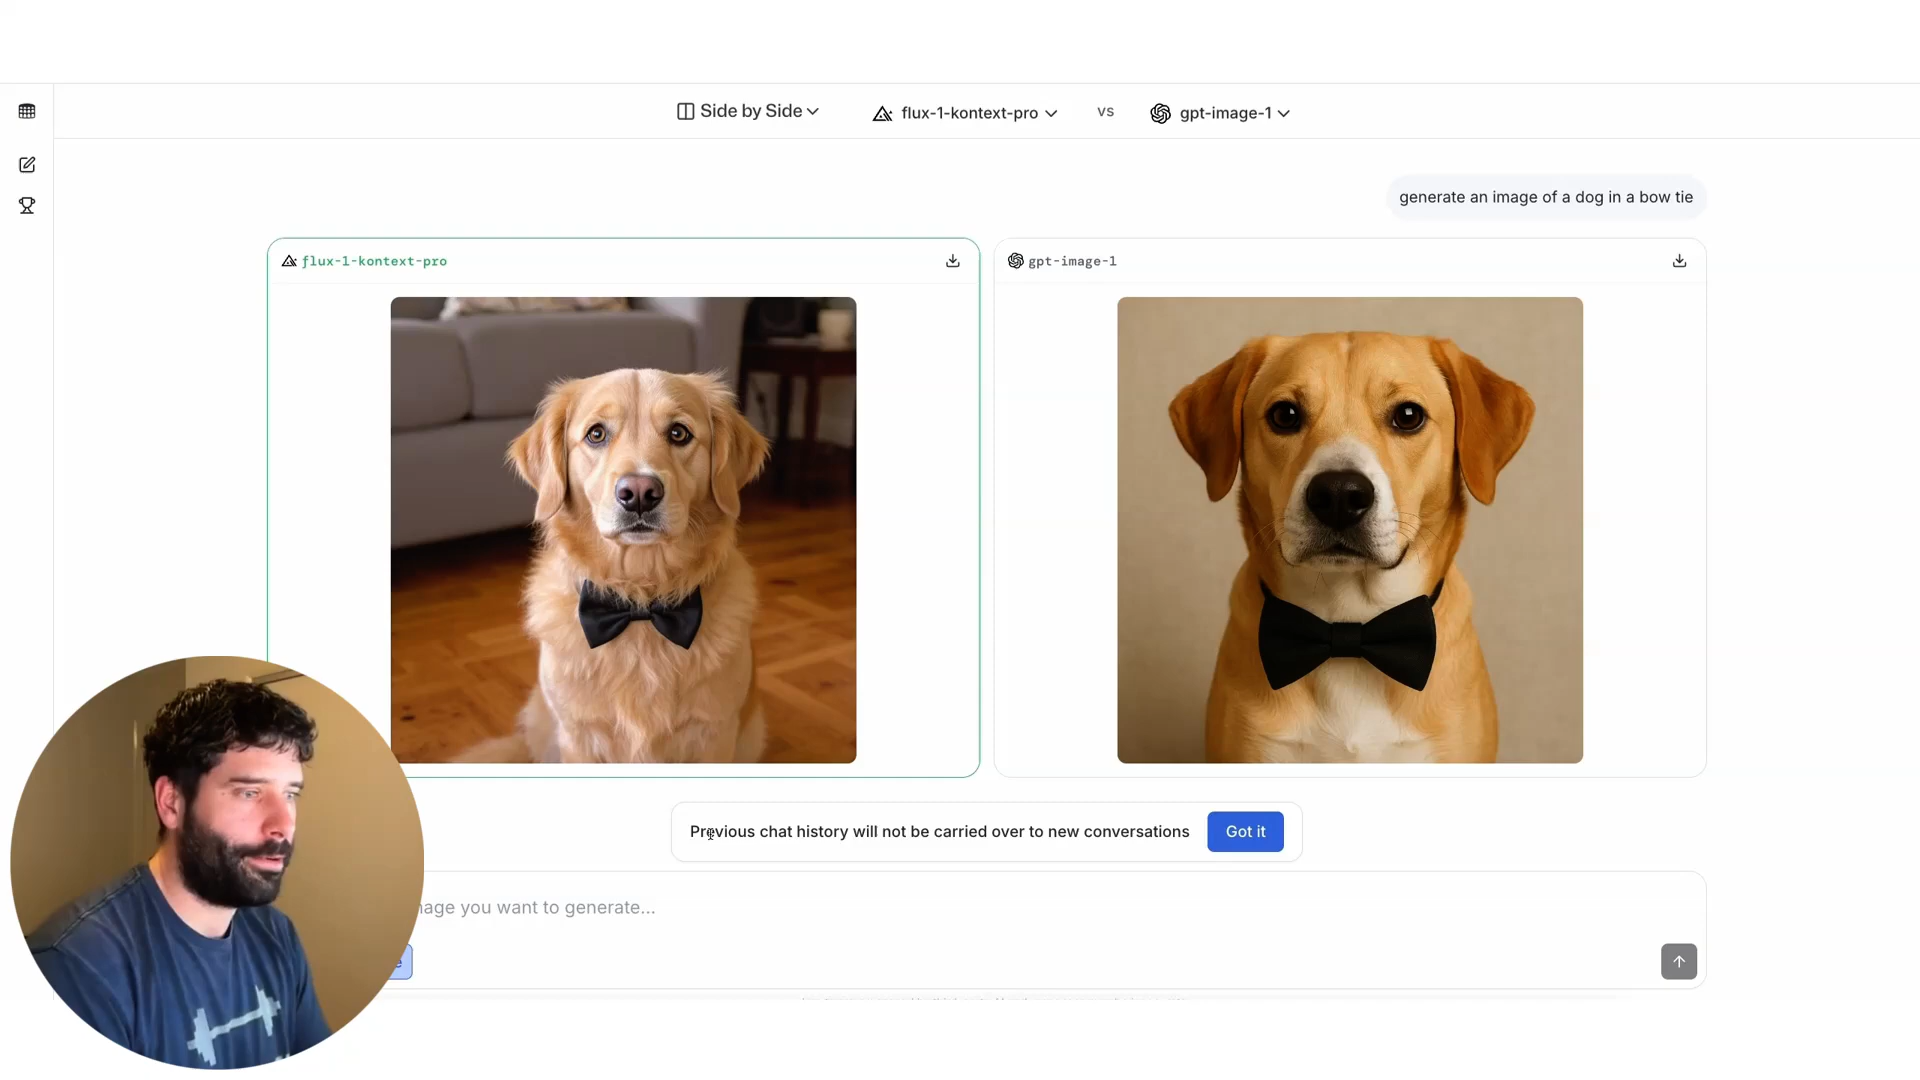 Side by Side
flux-1-kontext-pro
VS
gpt-image-1
generate an image of a dog in a bow tie
flux-1-kontext-pro
gpt-image-1
Previous chat history will not be carried over to new conversations
Got it
you want to generate...